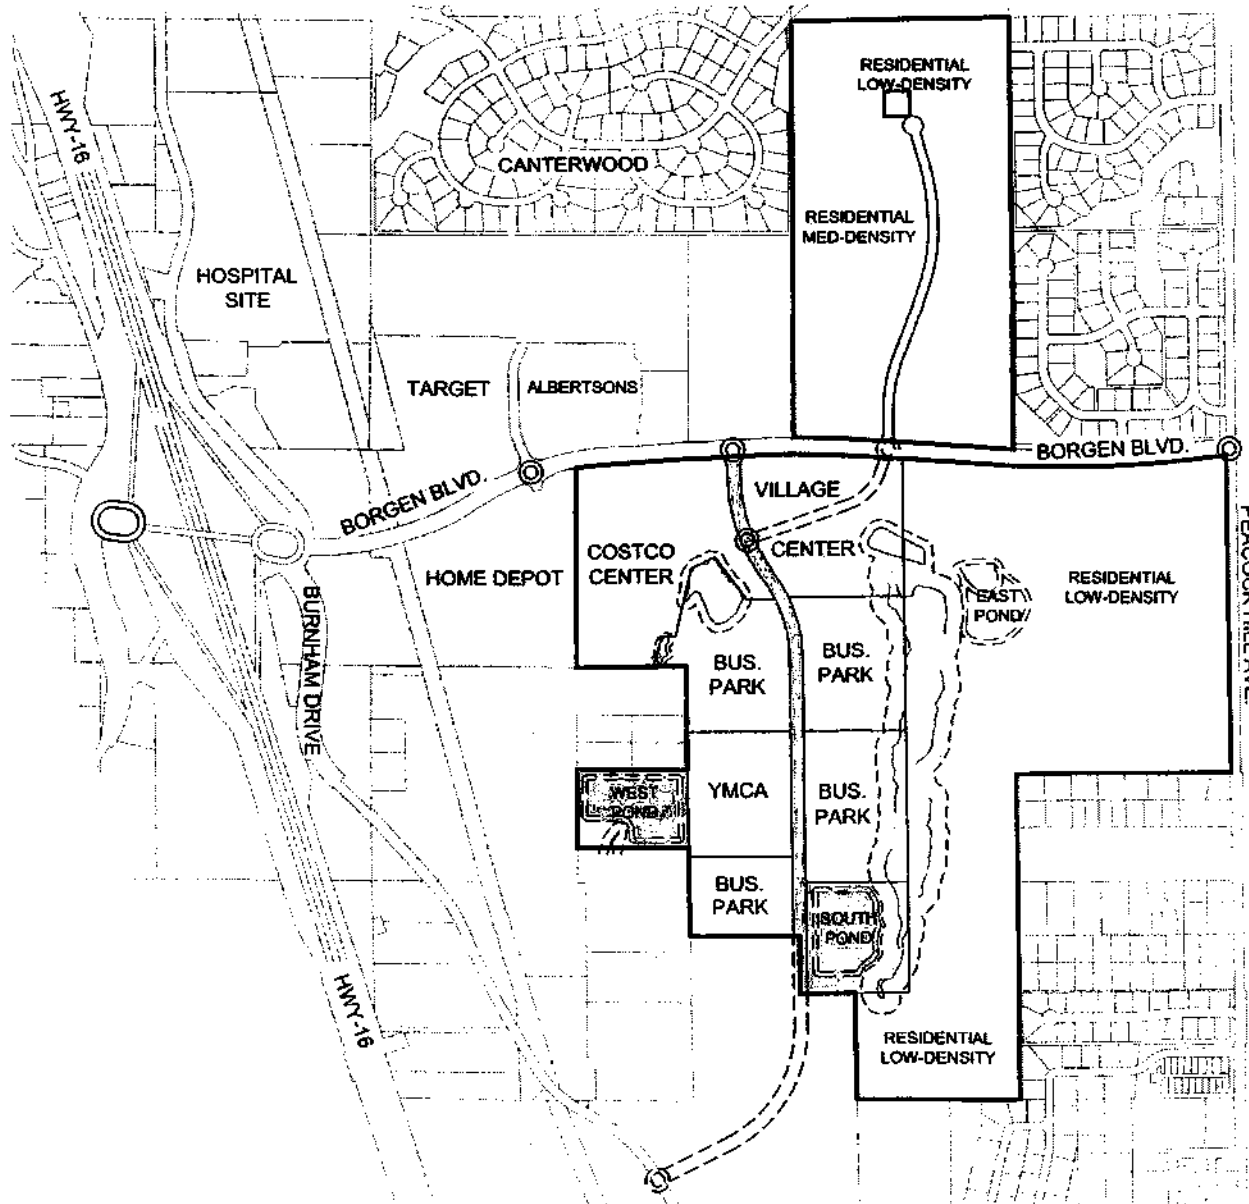 RESIDENTIAL
LOW-DENSITY
HWY-16
CANTERWOOD
RESIDENTIAL
MED-DENSITY
HOSPITAL
SITE
TARGET
ALBERTSONS
BORGEN BLVD.
BORGEN BLVD.
VILLAGE
CENTER
COSTCO
CENTER
HOME DEPOT
RESIDENTIAL
LOW-DENSITY
EAST
POND
BURNHAM DRIVE
BUS.
PARK
BUS.
PARK
WEST
POND
YMCA
BUS.
PARK
BUS.
PARK
SOUTH
POND
HWY-16
RESIDENTIAL
LOW-DENSITY